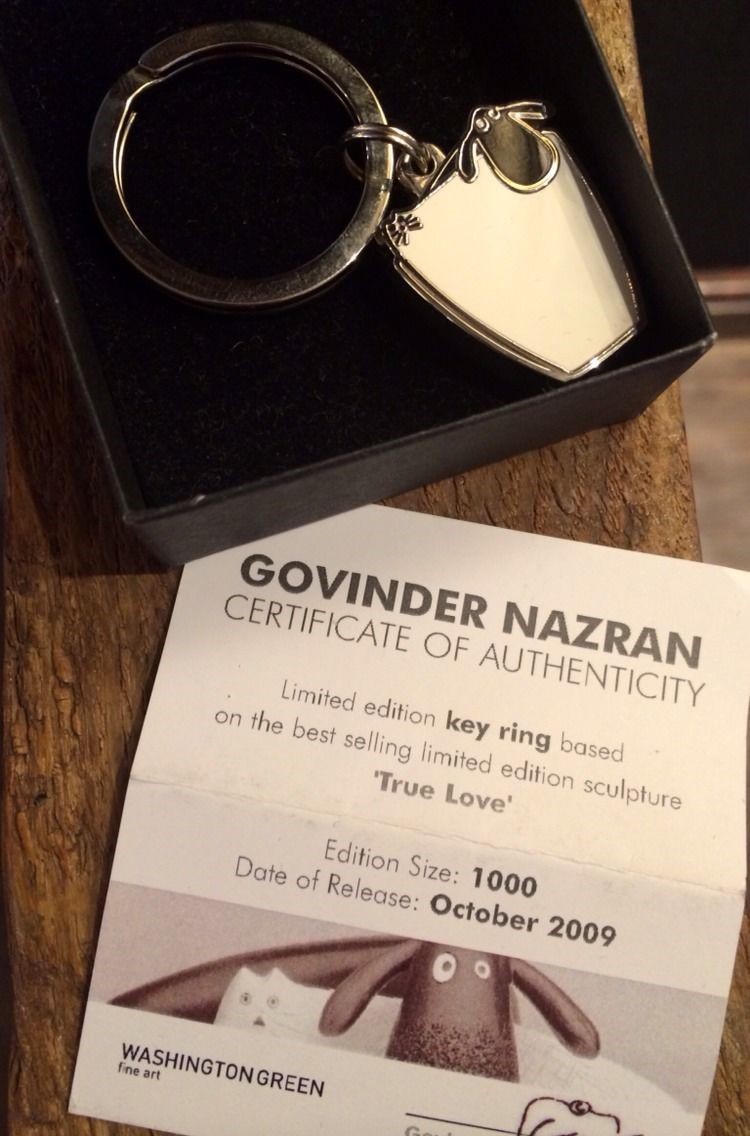 GOVINDER NAZRAN
CERTIFICATE OF AUTHENTICITY
Limited edition key ring based
on the best selling limited edition sculpture
'True Love'
Edition Size: 1000
Date of Release: October 2009
WASHINGTON GREEN
fine art